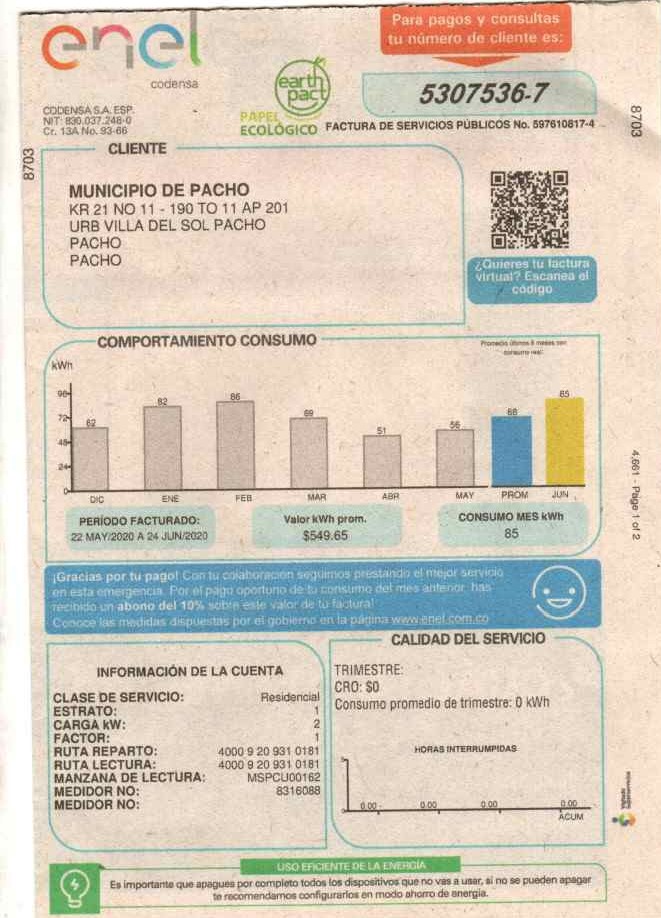 enel
codensa
CODENSA S.A. ESP.
NIT: 830.037.248-0
Cr. 13A No. 93-66
earth
pact
PAPEL
ECOLÓGICO
Para pagos y consultas
tu número de cliente es:
5307536-7
FACTURA DE SERVICIOS PÚBLICOS No. 597610817-4
8703
8703
CLIENTE
MUNICIPIO DE PACHO
KR 21 NO 11 - 190 TO 11 AP 201
URB VILLA DEL SOL PACHO
PACHO
PACHO
¿Quieres tu factura
virtual? Escanea el
código
COMPORTAMIENTO CONSUMO
Promedio últimos 6 meses con
consumo real:
kWh
96
72
48
24
0
62
82
86
69
51
56
68
85
DIC
ENE
FEB
MAR
ABR
MAY
PROM
JUN
PERÍODO FACTURADO:
22 MAY/2020 A 24 JUN/2020
Valor kWh prom.
$549.65
CONSUMO MES kWh
85
4,661 - Page 1 of 2
¡Gracias por tu pago! Con tu colaboración seguimos prestando el mejor servicio
en esta emergencia. Por el pago oportuno de tu consumo del mes anterior, has
recibido un abono del 10% sobre este valor de tu factura!
Conoce las medidas dispuestas por el gobierno en la página www.enel.com.co
INFORMACIÓN DE LA CUENTA
CLASE DE SERVICIO: Residencial
ESTRATO: 1
CARGA kW: 2
FACTOR: 1
RUTA REPARTO: 4000 9 20 931 0181
RUTA LECTURA: 4000 9 20 931 0181
MANZANA DE LECTURA: MSPCU00162
MEDIDOR NO: 8316088
MEDIDOR NO:
CALIDAD DEL SERVICIO
TRIMESTRE:
CRO: $0
Consumo promedio de trimestre: 0 kWh
HORAS INTERRUMPIDAS
0.00
0.00
0.00
0.00
ACUM
Vigilado
Superservicios
USO EFICIENTE DE LA ENERGÍA
Es importante que apagues por completo todos los dispositivos que no vas a usar, si no se pueden apagar
te recomendamos configurarlos en modo ahorro de energía.